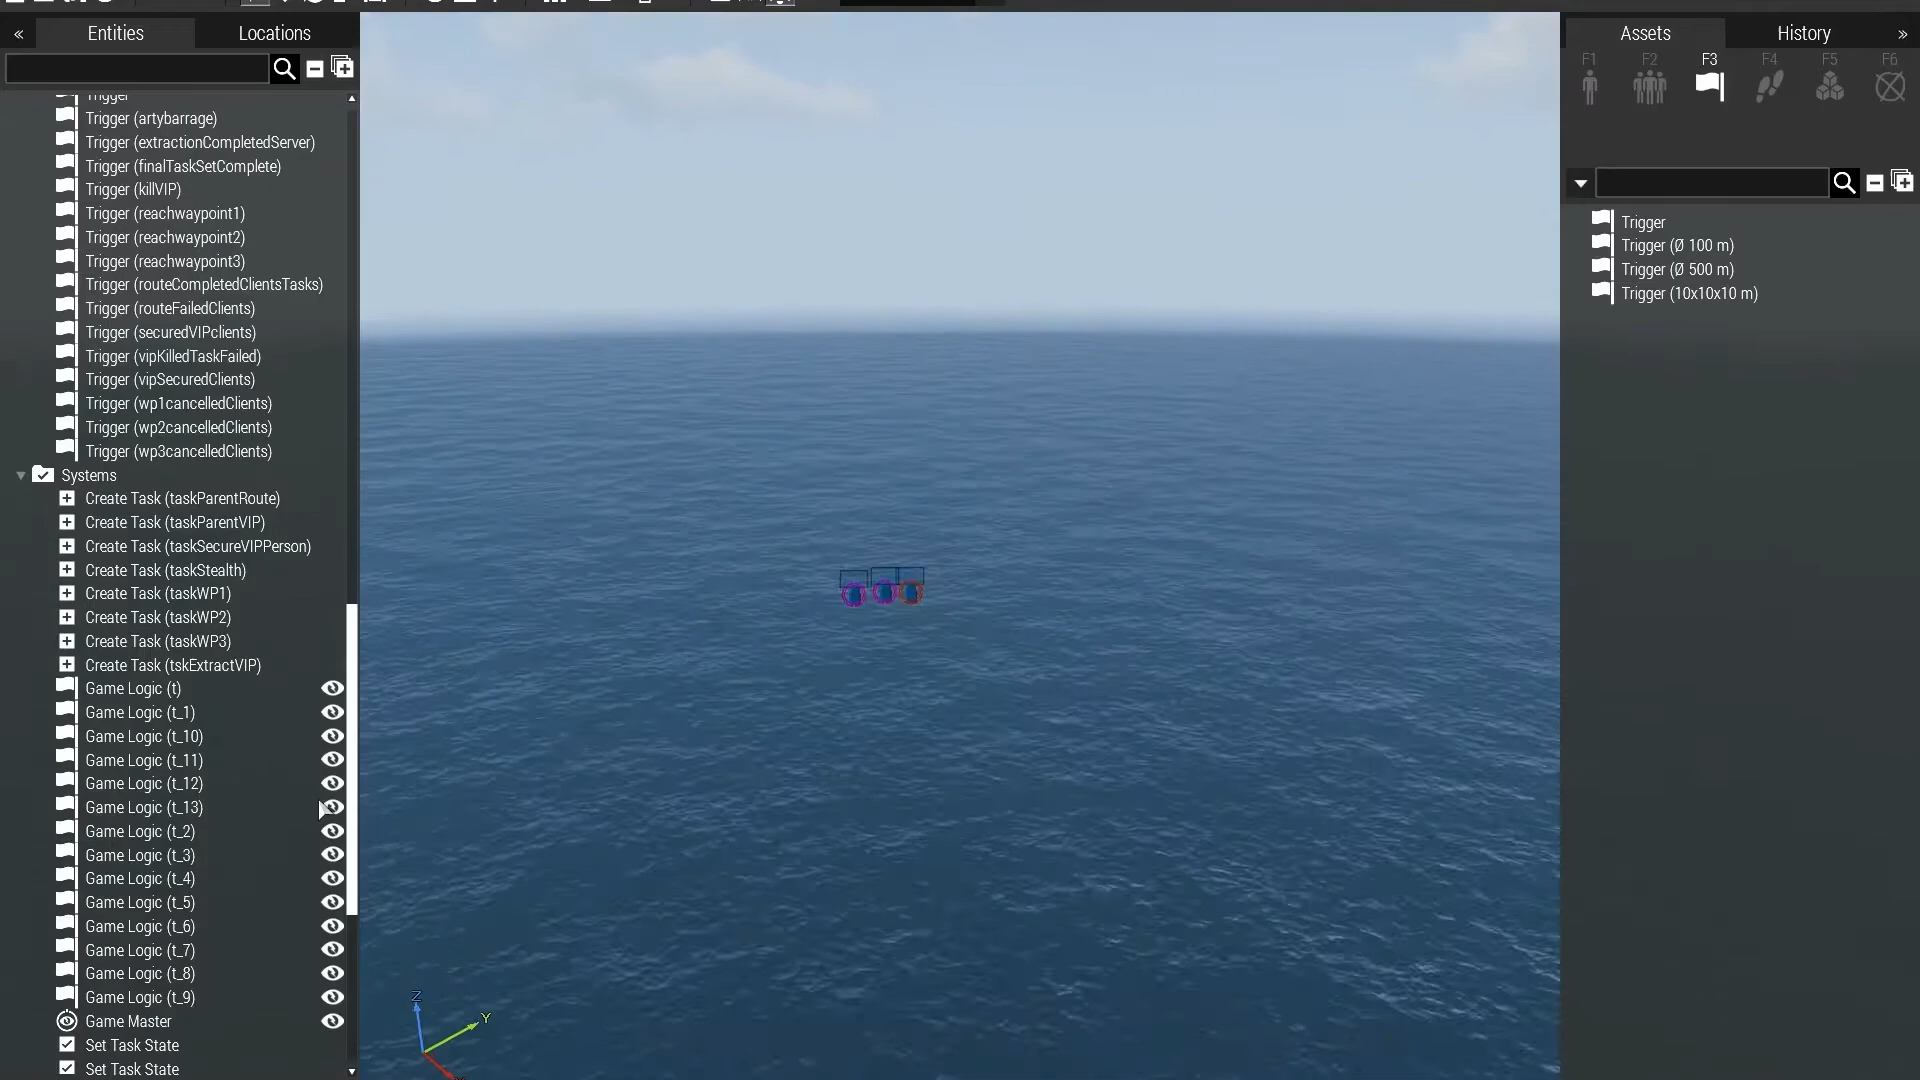 « Entities Locations
Trigger
Trigger (artybarrage)
Trigger (extractionCompletedServer)
Trigger (finalTaskSetComplete)
Trigger (killVIP)
Trigger (reachwaypoint1)
Trigger (reachwaypoint2)
Trigger (reachwaypoint3)
Trigger (routeCompletedClientsTasks)
Trigger (routeFailedClients)
Trigger (securedVIPclients)
Trigger (vipKilledTaskFailed)
Trigger (vipSecuredClients)
Trigger (wp1cancelledClients)
Trigger (wp2cancelledClients)
Trigger (wp3cancelledClients)
Systems
Create Task (taskParentRoute)
Create Task (taskParentVIP)
Create Task (taskSecureVIPPerson)
Create Task (taskStealth)
Create Task (taskWP1)
Create Task (taskWP2)
Create Task (taskWP3)
Create Task (tskExtractVIP)
Game Logic (t)
Game Logic (t_1)
Game Logic (t_10)
Game Logic (t_11)
Game Logic (t_12)
Game Logic (t_13)
Game Logic (t_2)
Game Logic (t_3)
Game Logic (t_4)
Game Logic (t_5)
Game Logic (t_6)
Game Logic (t_7)
Game Logic (t_8)
Game Logic (t_9)
Game Master
Set Task State
Set Task State
Z
Y
Assets History »
F1 F2 F3 F4 F5 F6
Trigger
Trigger (Ø 100 m)
Trigger (Ø 500 m)
Trigger (10x10x10 m)